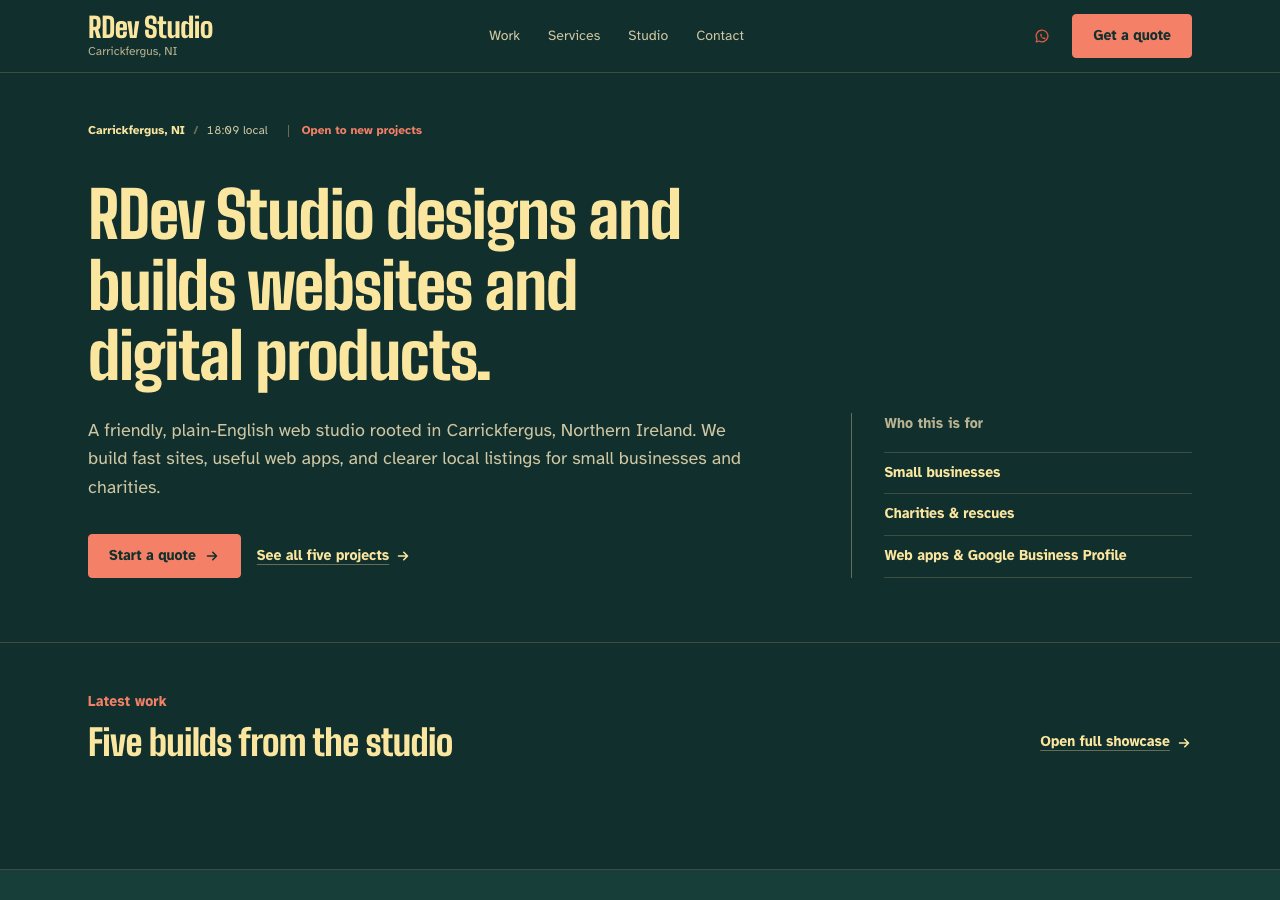 RDev Studio
Carrickfergus, NI
Work
Services
Studio
Contact
Get a quote
Carrickfergus, NI / 18:09 local | Open to new projects
RDev Studio designs and
builds websites and
digital products.
A friendly, plain-English web studio rooted in Carrickfergus, Northern Ireland. We
build fast sites, useful web apps, and clearer local listings for small businesses and
charities.
Start a quote →
See all five projects →
Who this is for
Small businesses
Charities & rescues
Web apps & Google Business Profile
Latest work
Five builds from the studio
Open full showcase →